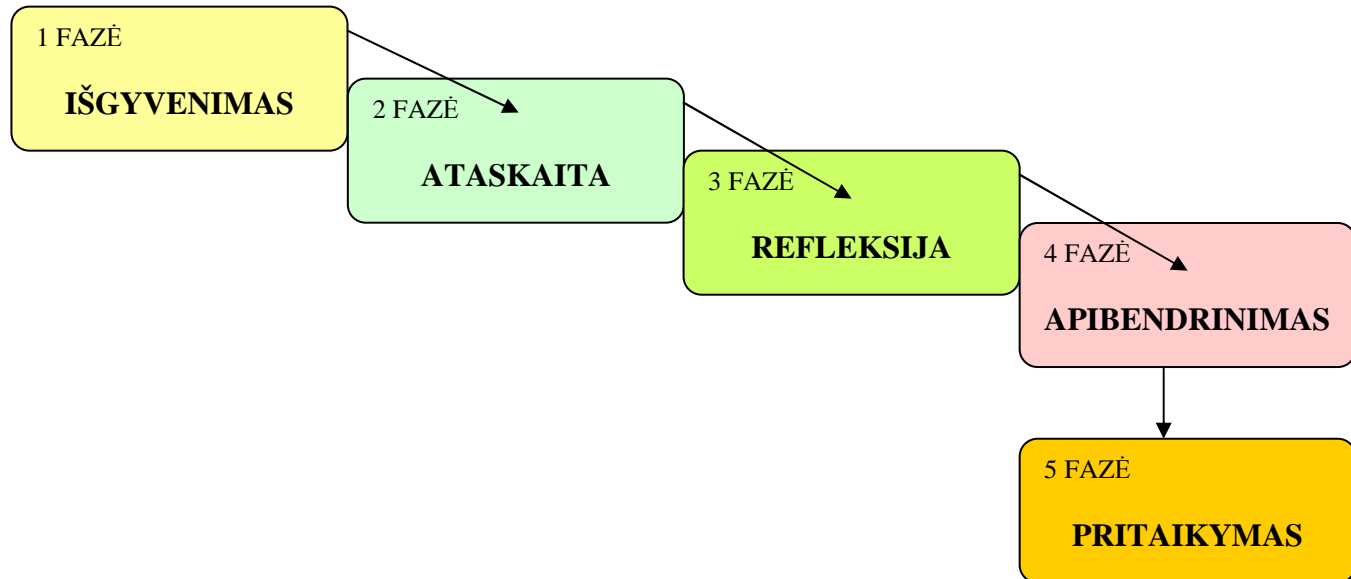 1 FAZĖ
IŠGYVENIMAS
2 FAZĖ
ATASKAITA
3 FAZĖ
REFLEKSIJA
4 FAZĖ
APIBENDRINIMAS
5 FAZĖ
PRITAIKYMAS